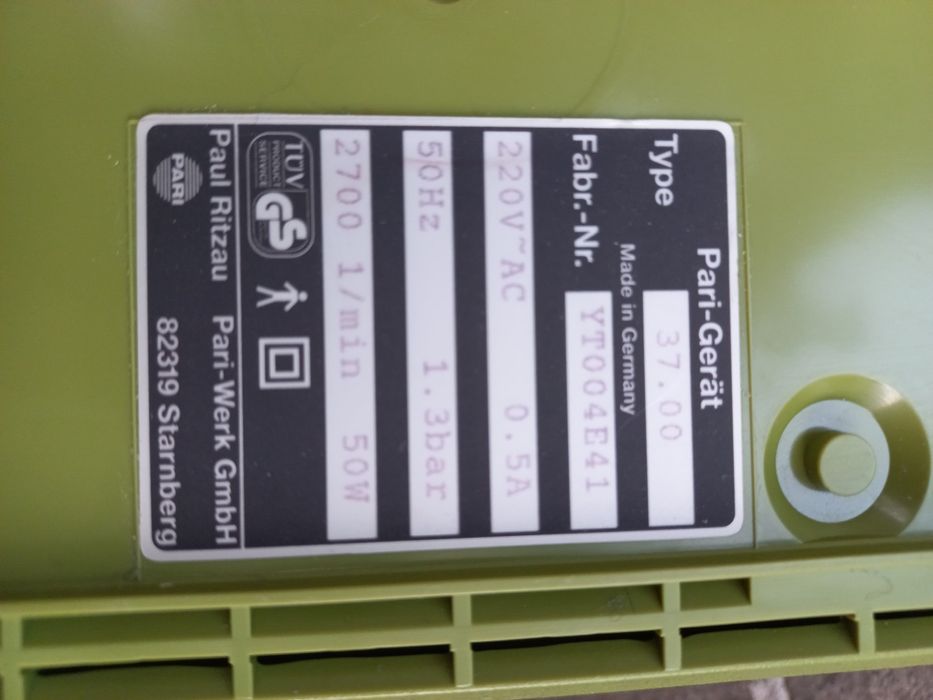 Pari-Gerät
Type 37.00
Made in Germany
Fabr.-Nr. YT004E41
220V~AC 0.5A
50Hz 1.3bar
2700 1/min 50W
TÜV
PRODUCT
SERVICE
GS
Paul Ritzau Pari-Werk GmbH
PARI 82319 Starnberg